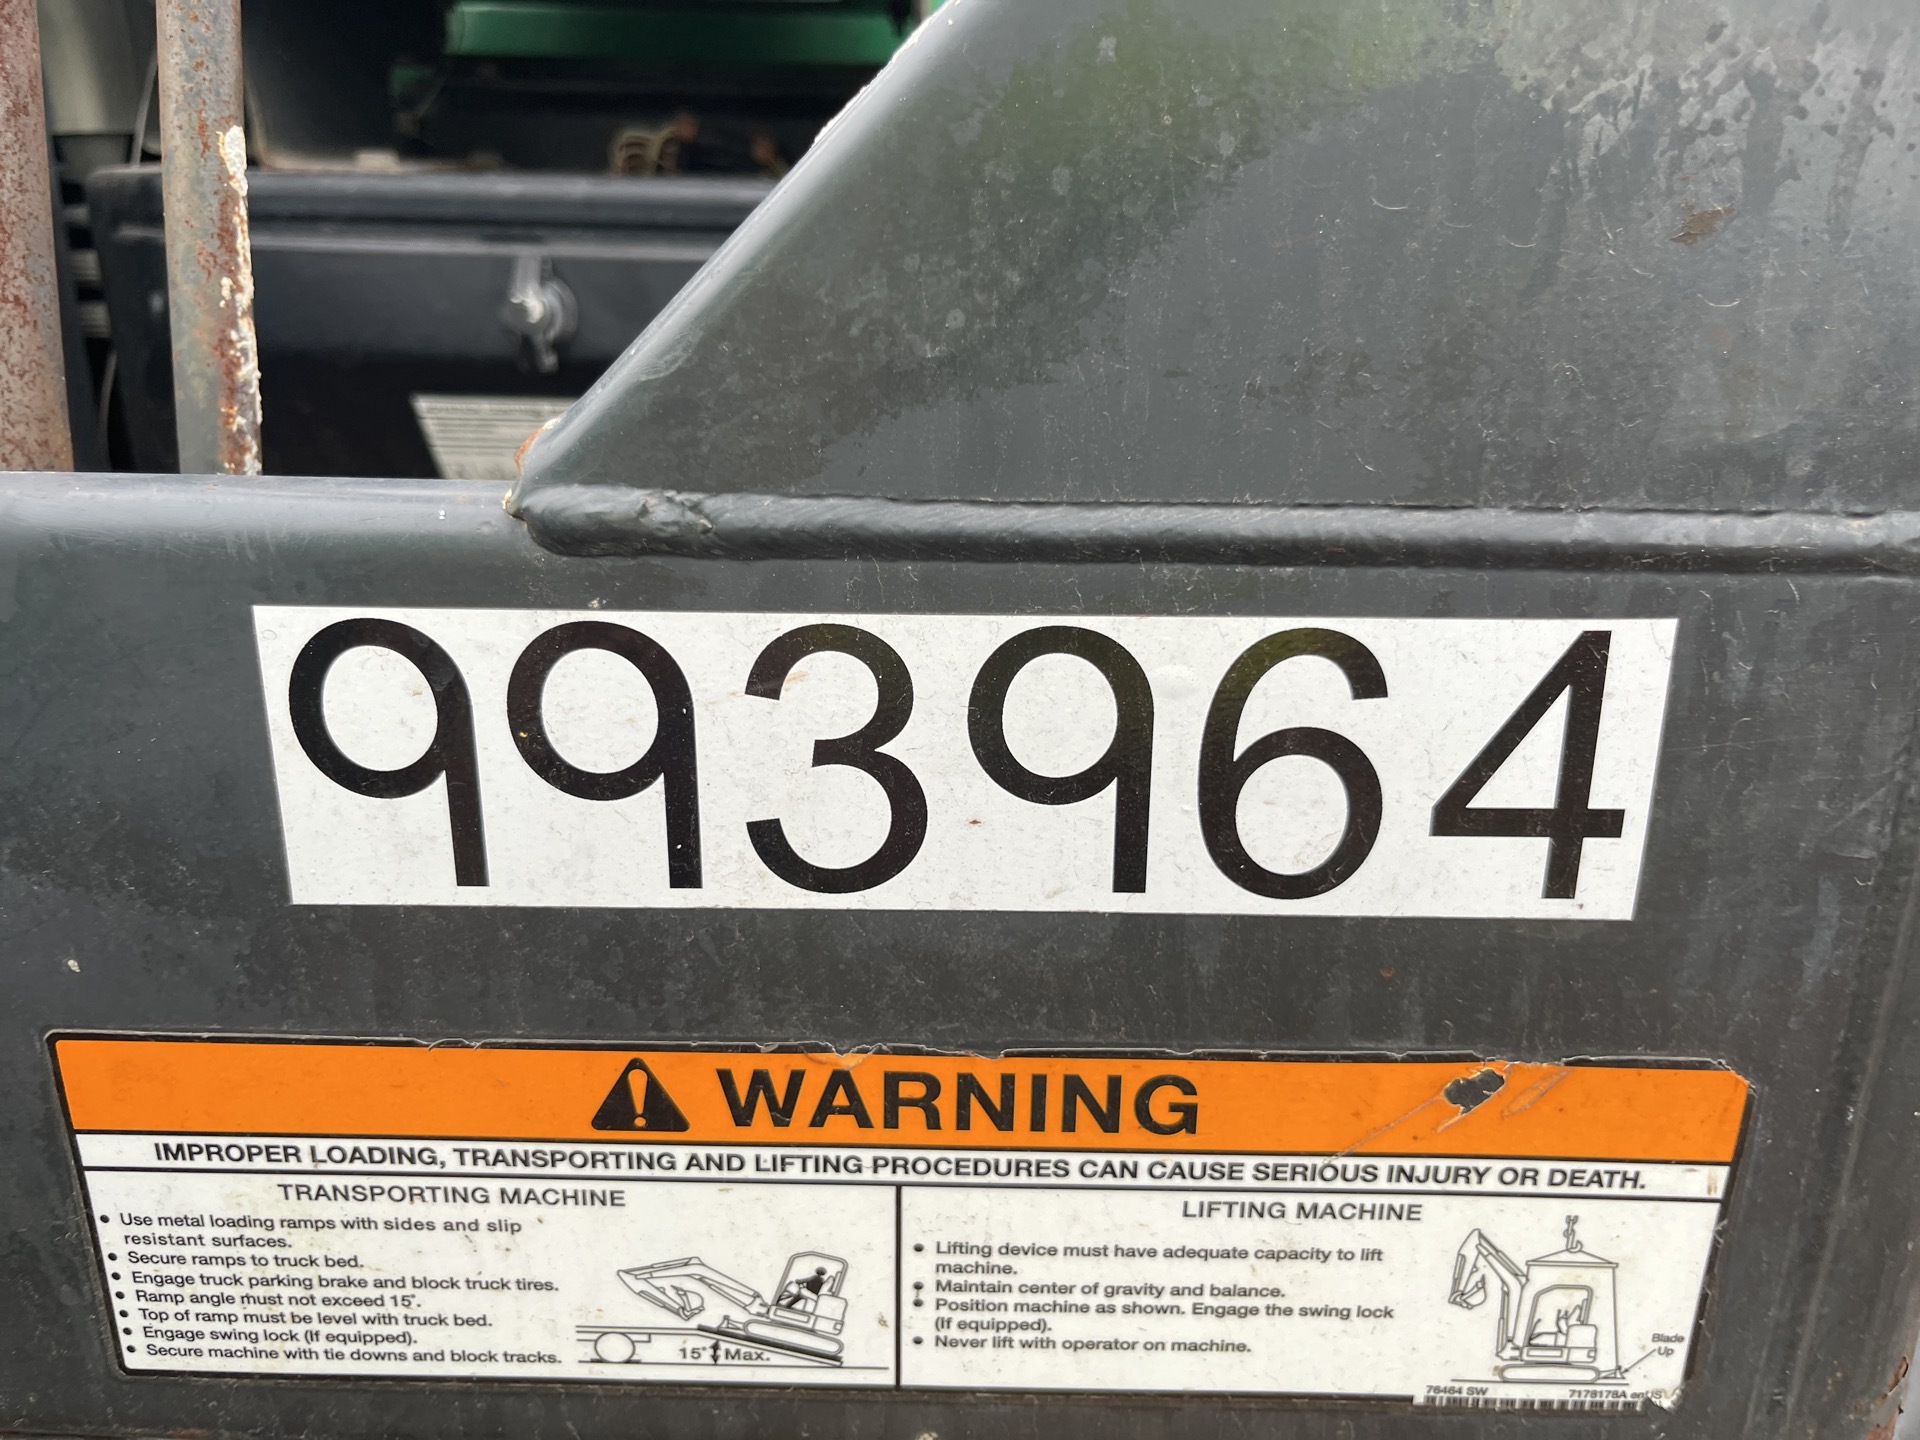 993964
WARNING
IMPROPER LOADING, TRANSPORTING AND LIFTING PROCEDURES CAN CAUSE SERIOUS INJURY OR DEATH.
TRANSPORTING MACHINE
• Use metal loading ramps with sides and slip
resistant surfaces.
• Secure ramps to truck bed.
• Engage truck parking brake and block truck tires.
• Ramp angle must not exceed 15°.
• Top of ramp must be level with truck bed.
• Engage swing lock (If equipped).
• Secure machine with tie downs and block tracks.
15° Max.
LIFTING MACHINE
• Lifting device must have adequate capacity to lift
machine.
• Maintain center of gravity and balance.
• Position machine as shown. Engage the swing lock
(If equipped).
• Never lift with operator on machine.
Blade
Up
76464 SW 7178178A enUS